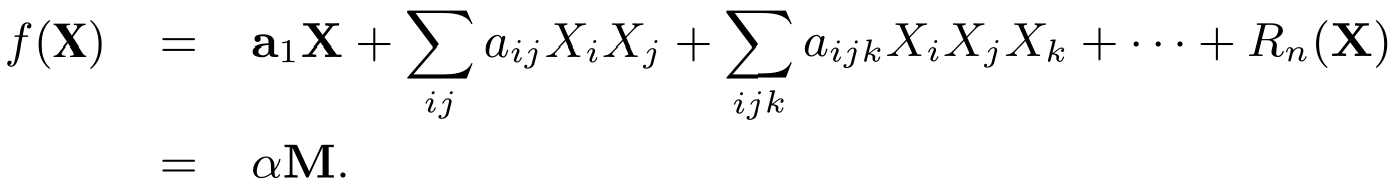 f(𝐗) = 𝐚₁𝐗 + ∑_{ij} a_{ij}X_iX_j + ∑_{ijk} a_{ijk}X_iX_jX_k + ⋯ + R_n(𝐗)
= α𝐌.